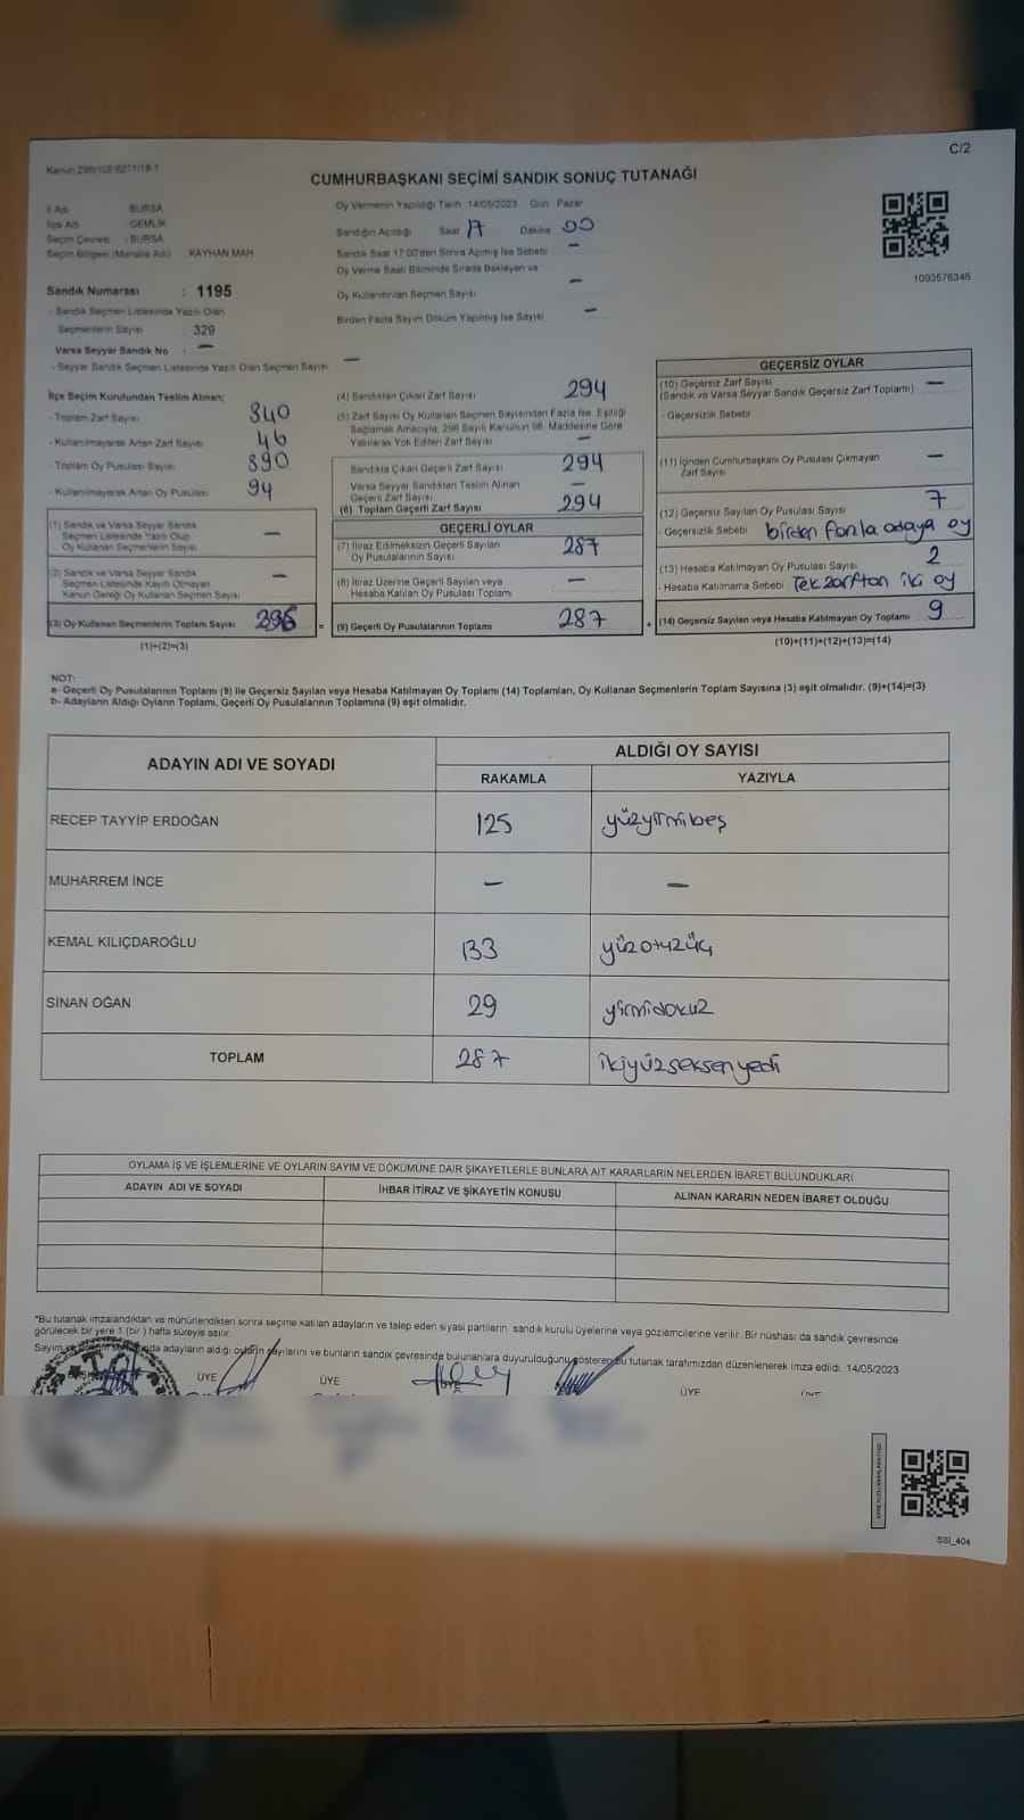 C/2
CUMHURBAŞKANI SEÇİMİ SANDIK SONUÇ TUTANAĞI
İl Adı : BURSA
İlçe Adı : GEMLİK
Seçim Çevresi : BURSA
Seçim Bölgesi (Mahalle Adı) : KAYHAN MAH
Sandık Numarası : 1195
- Sandık Seçmen Listesinde Yazılı Olan
Seçmenlerin Sayısı : 329
Varsa Seyyar Sandık No : —
- Seyyar Sandık Seçmen Listesinde Yazılı Olan Seçmen Sayısı —
Oy Vermenin Yapıldığı Tarih :14/05/2023 Gün : Pazar
Sandığın Açıldığı Saat 17 Dakika 00
Sandık Saat 17:00'den Sonra Açılmış İse Sebebi —
Oy Verme Saati Bitiminde Sırada Bekleyen ve
Oy Kullandırılan Seçmen Sayısı —
Birden Fazla Sayım Döküm Yapılmış İse Sayısı —
1093576345
İlçe Seçim Kurulundan Teslim Alınan;
- Toplam Zarf Sayısı 340
- Kullanılmayarak Artan Zarf Sayısı 46
- Toplam Oy Pusulası Sayısı 390
- Kullanılmayarak Artan Oy Pusulası 94
(1) Sandık ve Varsa Seyyar Sandık
Seçmen Listesinde Yazılı Olup
Oy Kullanan Seçmenlerin Sayısı —
(2) Sandık ve Varsa Seyyar Sandık
Seçmen Listesinde Kayıtlı Olmayan
Kanun Gereği Oy Kullanan Seçmen Sayısı —
(3) Oy Kullanan Seçmenlerin Toplam Sayısı 296
(1)+(2)=(3)
(4) Sandıktan Çıkan Zarf Sayısı 294
(5) Zarf Sayısı Oy Kullanan Seçmen Sayısından Fazla İse, Eşitliği
Sağlamak Amacıyla, 298 Sayılı Kanunun 98. Maddesine Göre
Yakılarak Yok Edilen Zarf Sayısı —
Sandıkta Çıkan Geçerli Zarf Sayısı 294
Varsa Seyyar Sandıktan Teslim Alınan
Geçerli Zarf Sayısı —
(6) Toplam Geçerli Zarf Sayısı 294
GEÇERLİ OYLAR
(7) İtiraz Edilmeksizin Geçerli Sayılan
Oy Pusulalarının Sayısı 287
(8) İtiraz Üzerine Geçerli Sayılan veya
Hesaba Katılan Oy Pusulası Toplamı —
= (9) Geçerli Oy Pusulalarının Toplamı 287
GEÇERSİZ OYLAR
(10) Geçersiz Zarf Sayısı
(Sandık ve Varsa Seyyar Sandık Geçersiz Zarf Toplamı) —
- Geçersizlik Sebebi
(11) İçinden Cumhurbaşkanı Oy Pusulası Çıkmayan
Zarf Sayısı —
(12) Geçersiz Sayılan Oy Pusulası Sayısı 7
- Geçersizlik Sebebi birden fazla adaya oy
(13) Hesaba Katılmayan Oy Pusulası Sayısı 2
- Hesaba Katılmama Sebebi Tek zarftan iki oy
+ (14) Geçersiz Sayılan veya Hesaba Katılmayan Oy Toplamı 9
(10)+(11)+(12)+(13)=(14)
NOT:
a- Geçerli Oy Pusulalarının Toplamı (9) ile Geçersiz Sayılan veya Hesaba Katılmayan Oy Toplamı (14) Toplamları, Oy Kullanan Seçmenlerin Toplam Sayısına (3) eşit olmalıdır. (9)+(14)=(3)
b- Adayların Aldığı Oyların Toplamı, Geçerli Oy Pusulalarının Toplamına (9) eşit olmalıdır.
ADAYIN ADI VE SOYADI
ALDIĞI OY SAYISI
RAKAMLA YAZIYLA
RECEP TAYYİP ERDOĞAN 125 yüzyirmibeş
MUHARREM İNCE — —
KEMAL KILIÇDAROĞLU 133 yüzotuzüç
SİNAN OĞAN 29 yirmidokuz
TOPLAM 287 ikiyüzseksenyedi
OYLAMA İŞ VE İŞLEMLERİNE VE OYLARIN SAYIM VE DÖKÜMÜNE DAİR ŞİKAYETLERLE BUNLARA AİT KARARLARIN NELERDEN İBARET BULUNDUKLARI
ADAYIN ADI VE SOYADI İHBAR İTİRAZ VE ŞİKAYETİN KONUSU ALINAN KARARIN NEDEN İBARET OLDUĞU
*Bu tutanak imzalandıktan ve mühürlendikten sonra seçime katılan adayların ve talep eden siyasi partilerin sandık kurulu üyelerine veya gözlemcilerine verilir. Bir nüshası da sandık çevresinde
görülecek bir yere 1 (bir) hafta süreyle asılır.
adayların aldığı oyların sayılarını ve bunların sandık çevresinde bulunanlara duyurulduğunu gösteren bu tutanak tarafımızdan düzenlenerek imza edildi. 14/05/2023
ÜYE ÜYE ÜYE ÜYE
SSİ_404